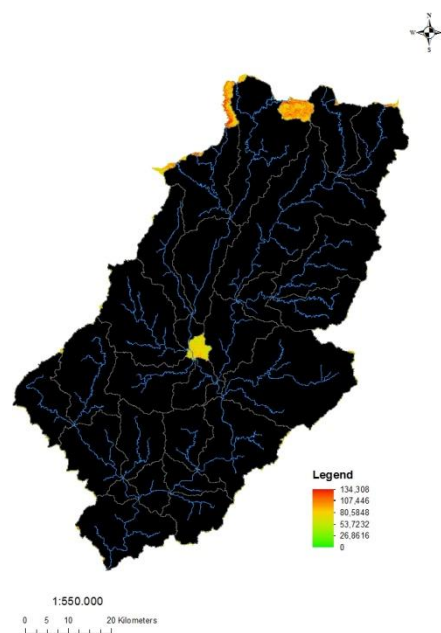 N
W E
S
Legend
134,308
107,446
80,5848
53,7232
26,8616
0
1:550.000
0 5 10 20 Kilometers